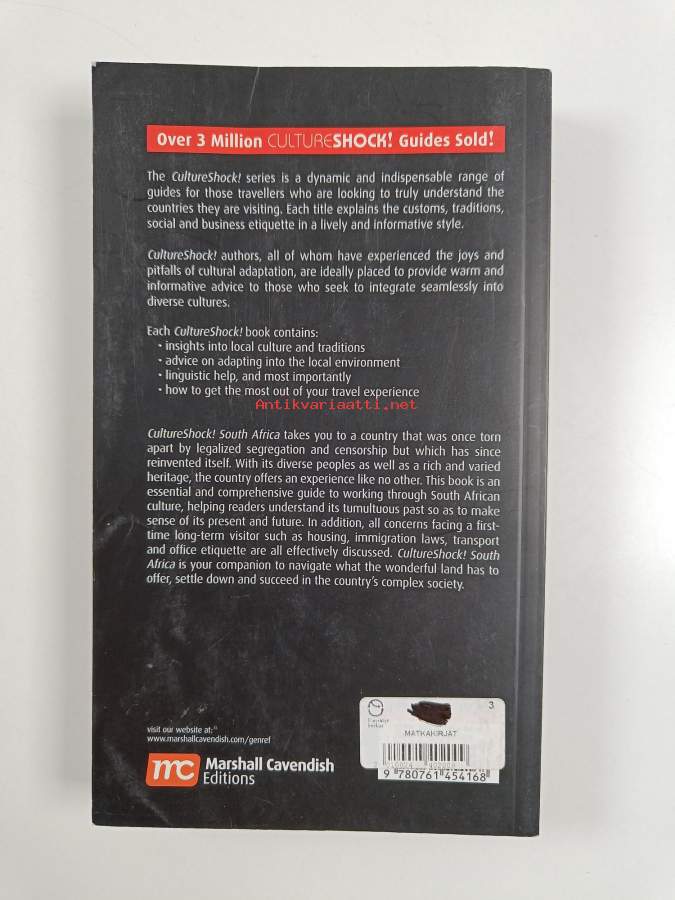 Over 3 Million CULTURESHOCK! Guides Sold!
The CultureShock! series is a dynamic and indispensable range of
guides for those travellers who are looking to truly understand the
countries they are visiting. Each title explains the customs, traditions,
social and business etiquette in a lively and informative style.
CultureShock! authors, all of whom have experienced the joys and
pitfalls of cultural adaptation, are ideally placed to provide warm and
informative advice to those who seek to integrate seamlessly into
diverse cultures.
Each CultureShock! book contains:
• insights into local culture and traditions
• advice on adapting into the local environment
• linguistic help, and most importantly
• how to get the most out of your travel experience
Antikvariaatti.net
CultureShock! South Africa takes you to a country that was once torn
apart by legalized segregation and censorship but which has since
reinvented itself. With its diverse peoples as well as a rich and varied
heritage, the country offers an experience like no other. This book is an
essential and comprehensive guide to working through South African
culture, helping readers understand its tumultuous past so as to make
sense of its present and future. In addition, all concerns facing a first-
time long-term visitor such as housing, immigration laws, transport
and office etiquette are all effectively discussed. CultureShock! South
Africa is your companion to navigate what the wonderful land has to
offer, settle down and succeed in the country's complex society.
visit our website at:
www.marshallcavendish.com/genref
mc Marshall Cavendish
Editions
3
MATKAKIRJAT
9 780761 454168